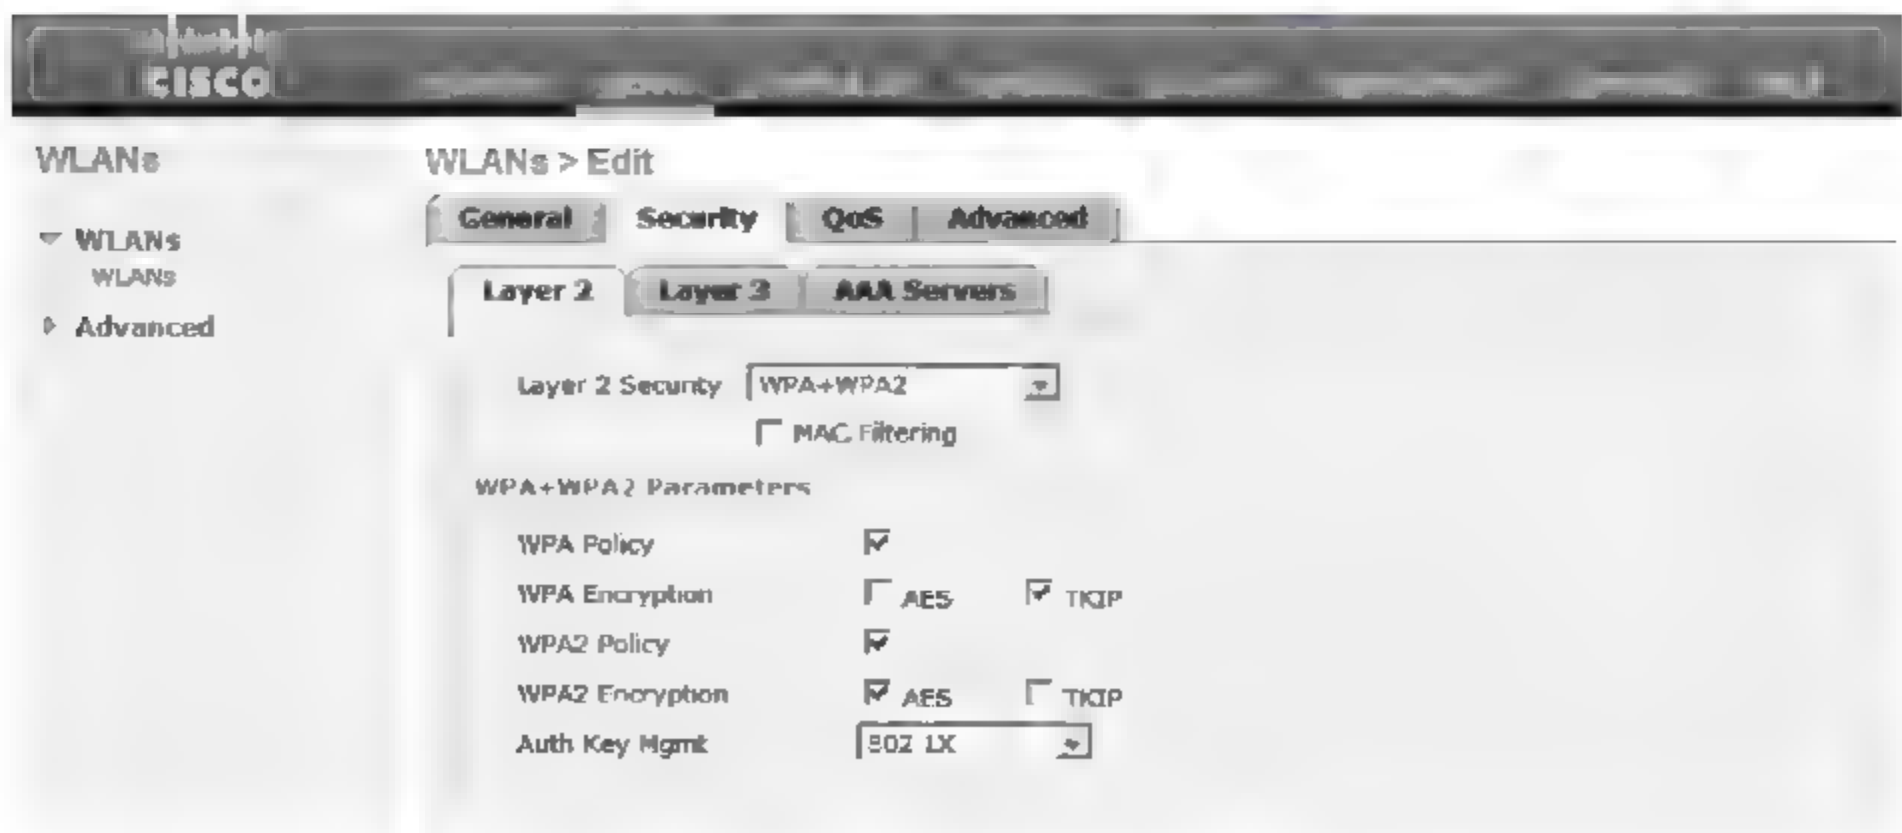 CISCO
WLANs
WLANs
WLANs
Advanced
WLANs > Edit
General Security QoS Advanced
Layer 2 Layer 3 AAA Servers
Layer 2 Security WPA+WPA2
MAC Filtering
WPA+WPA2 Parameters
WPA Policy
WPA Encryption AES TKIP
WPA2 Policy
WPA2 Encryption AES TKIP
Auth Key Mgmt 802 1X